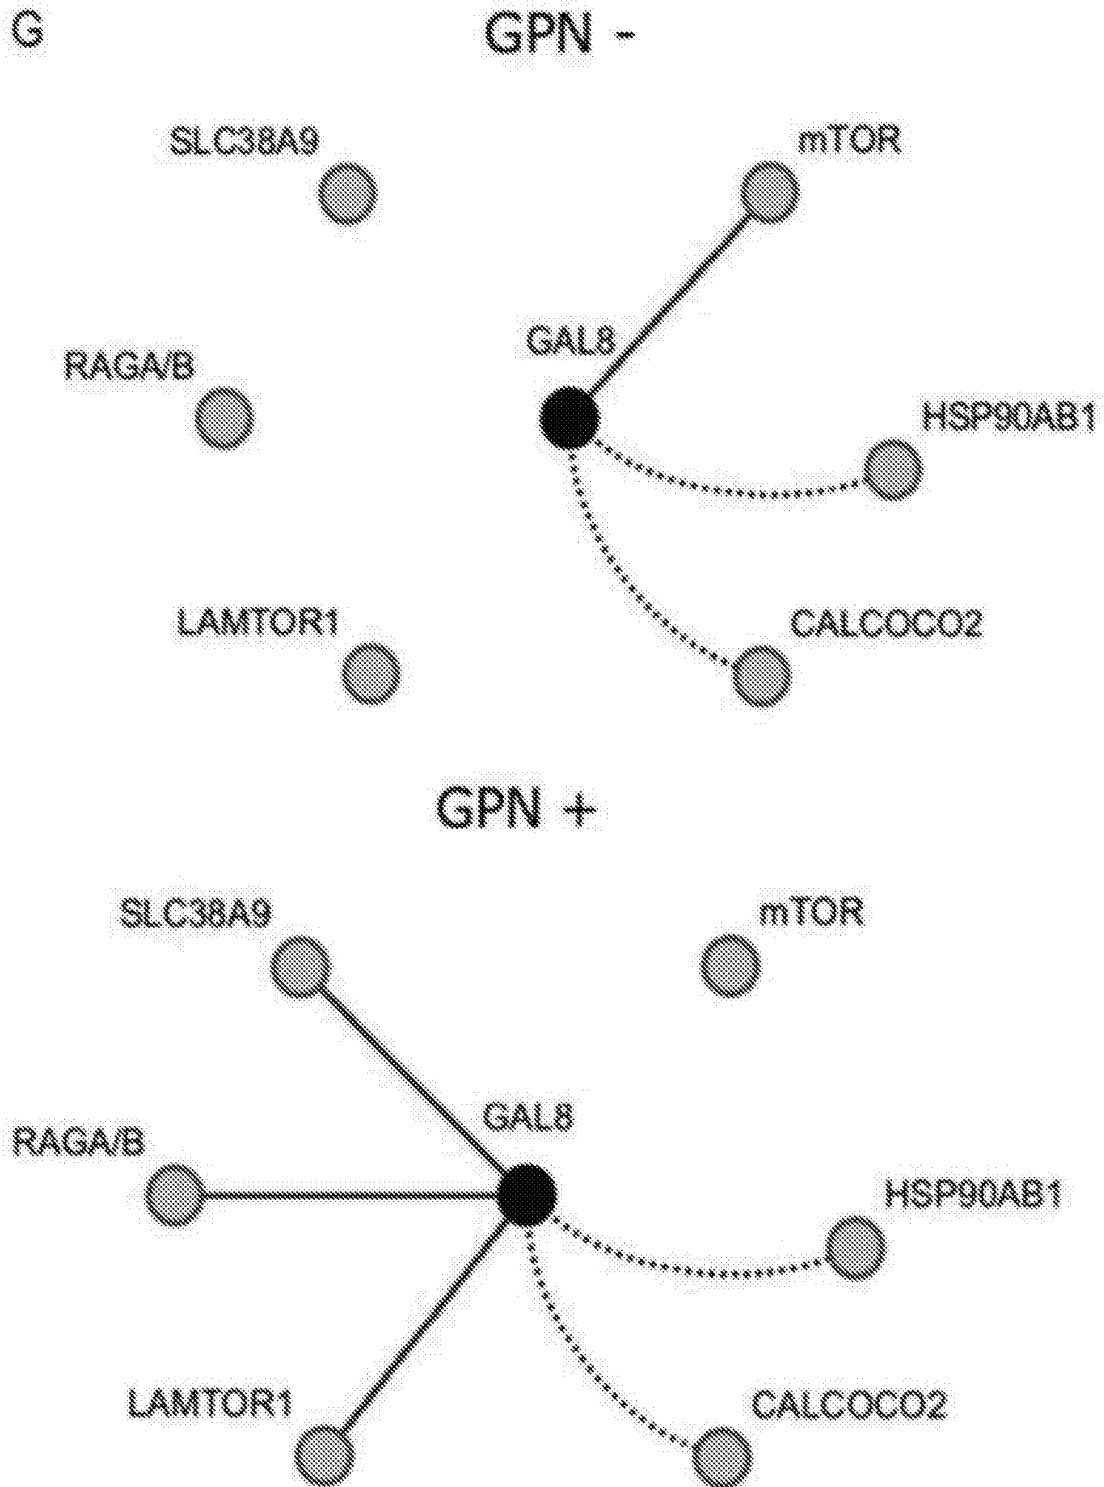 G
GPN -
SLC38A9
mTOR
GAL8
RAGA/B
HSP90AB1
LAMTOR1
CALCOCO2
GPN +
SLC38A9
mTOR
GAL8
RAGA/B
HSP90AB1
LAMTOR1
CALCOCO2